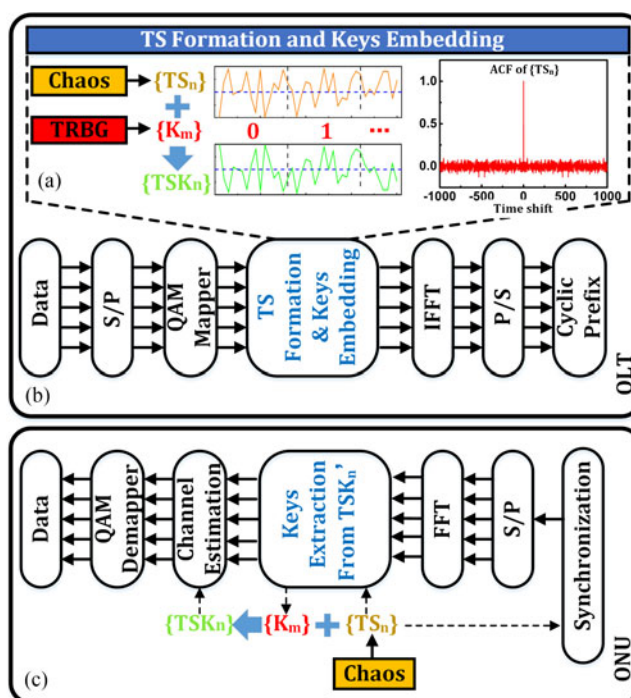 TS Formation and Keys Embedding
Chaos
{TSn}
TRBG
{Km}
0 1 ...
{TSKn}
(a)
ACF of {TSn}
1.0
0.5
0.0
-1000 -500 0 500 1000
Time shift
Data
S/P
QAM
Mapper
TS
Formation
& Keys
Embedding
IFFT
P/S
Cyclic
Prefix
(b)
OLT
Data
QAM
Demapper
Channel
Estimation
Keys
Extraction
From TSKn'
FFT
S/P
Synchronization
{TSKn}
{Km}
{TSn}
Chaos
(c)
ONU